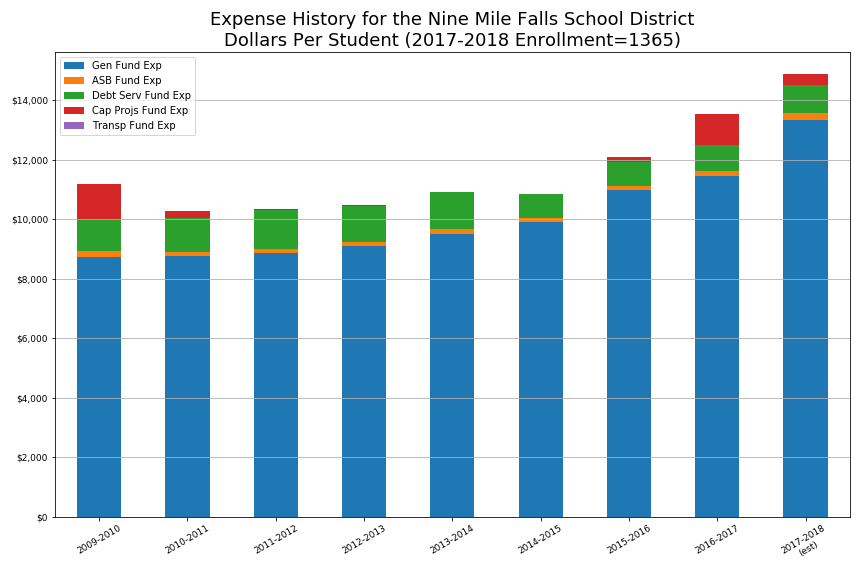 Expense History for the Nine Mile Falls School District
Dollars Per Student (2017-2018 Enrollment=1365)
Gen Fund Exp
ASB Fund Exp
Debt Serv Fund Exp
Cap Projs Fund Exp
Transp Fund Exp
$14,000
$12,000
$10,000
$8,000
$6,000
$4,000
$2,000
$0
2009-2010
2010-2011
2011-2012
2012-2013
2013-2014
2014-2015
2015-2016
2016-2017
2017-2018
(est)